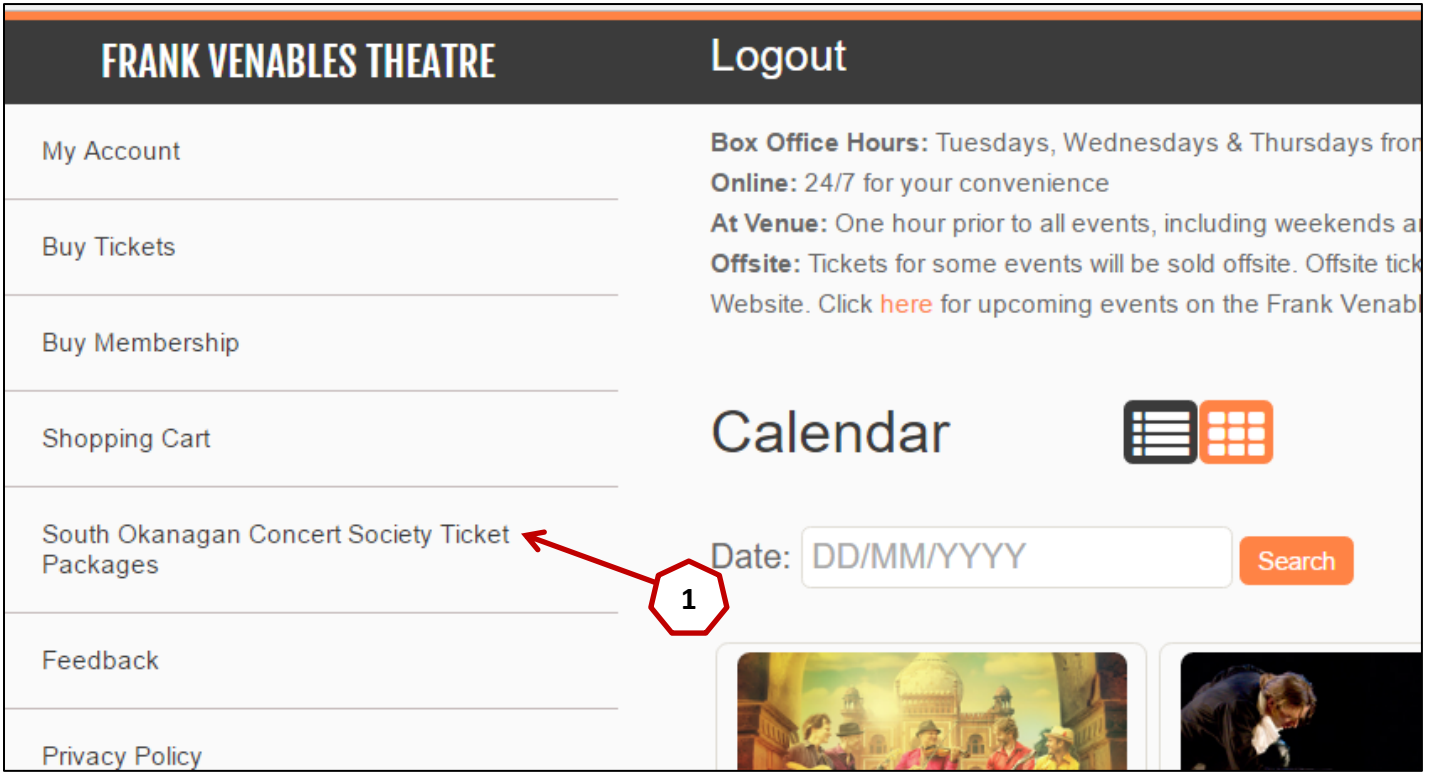 FRANK VENABLES THEATRE
Logout
My Account
Buy Tickets
Buy Membership
Shopping Cart
South Okanagan Concert Society Ticket
Packages
Feedback
Privacy Policy
Box Office Hours: Tuesdays, Wednesdays & Thursdays from
Online: 24/7 for your convenience
At Venue: One hour prior to all events, including weekends
Offsite: Tickets for some events will be sold offsite. Offsite
Website. Click here for upcoming events on the Frank
Calendar
Date: DD/MM/YYYY Search
1